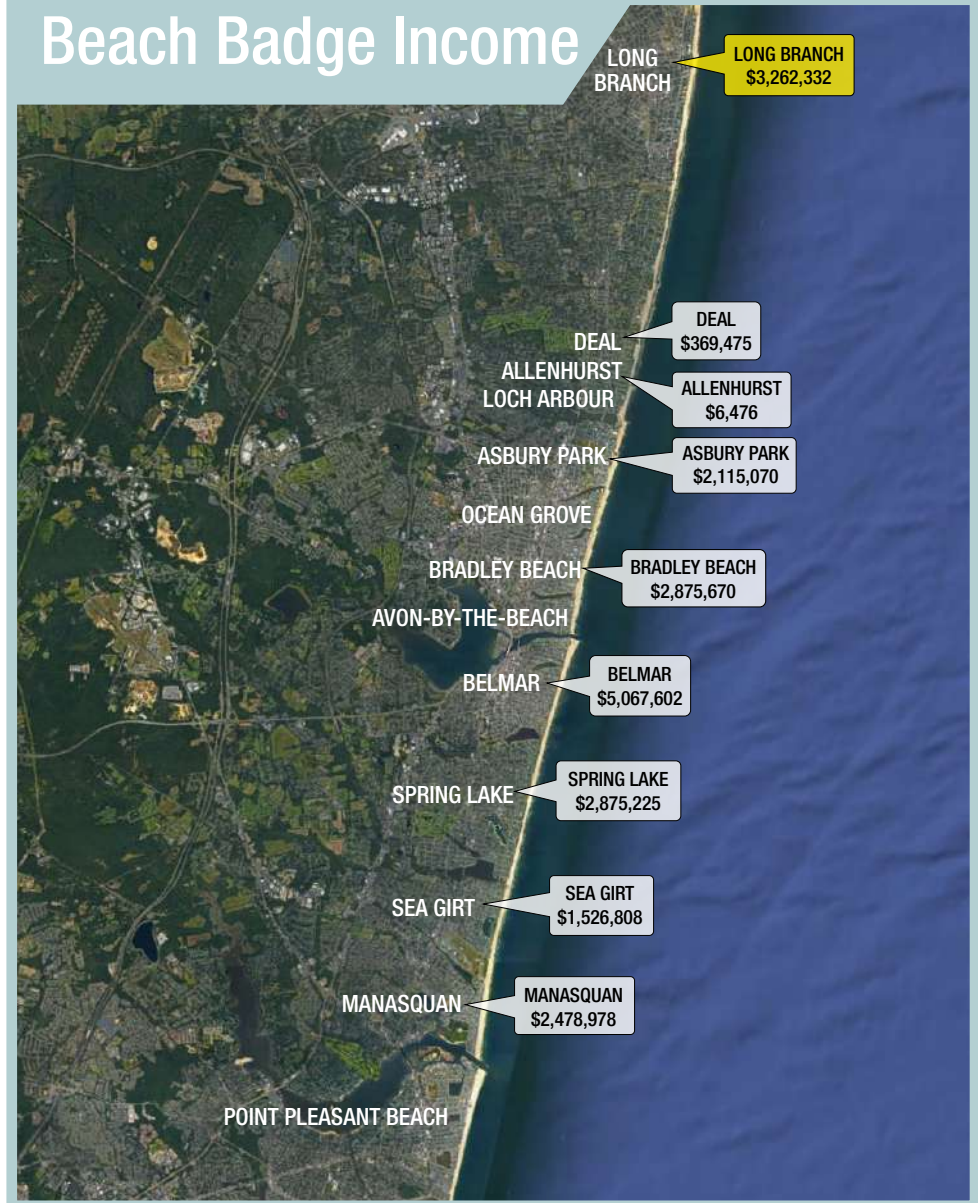 Beach Badge Income
LONG
BRANCH
LONG BRANCH
$3,262,332
DEAL
DEAL
$369,475
ALLENHURST
ALLENHURST
$6,476
LOCH ARBOUR
ASBURY PARK
ASBURY PARK
$2,115,070
OCEAN GROVE
BRADLEY BEACH
BRADLEY BEACH
$2,875,670
AVON-BY-THE-BEACH
BELMAR
BELMAR
$5,067,602
SPRING LAKE
SPRING LAKE
$2,875,225
SEA GIRT
SEA GIRT
$1,526,808
MANASQUAN
MANASQUAN
$2,478,978
POINT PLEASANT BEACH